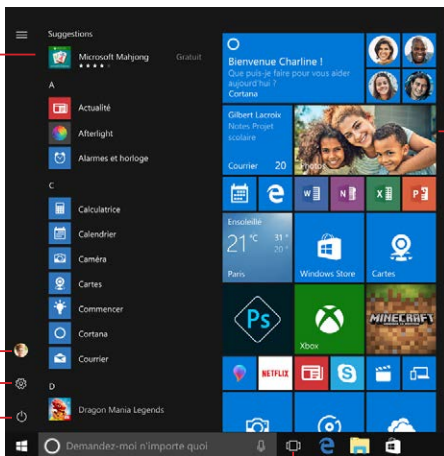 Suggestions
Microsoft Mahjong
Gratuit
A
Actualité
Afterlight
Alarmes et horloge
C
Calculatrice
Calendrier
Caméra
Cartes
Commencer
Cortana
Courrier
D
Dragon Mania Legends
Demandez-moi n'importe quoi
Bienvenue Charline !
Que puis-je faire pour vous aider
aujourd'hui ?
Cortana
Gilbert Lacroix
Notes Projet
scolaire
Courrier 20
Photos
Ensoleillé
21°C 31°
20°
Paris
Windows Store
Cartes
Ps
Xbox
MINECRAFT
NETFLIX